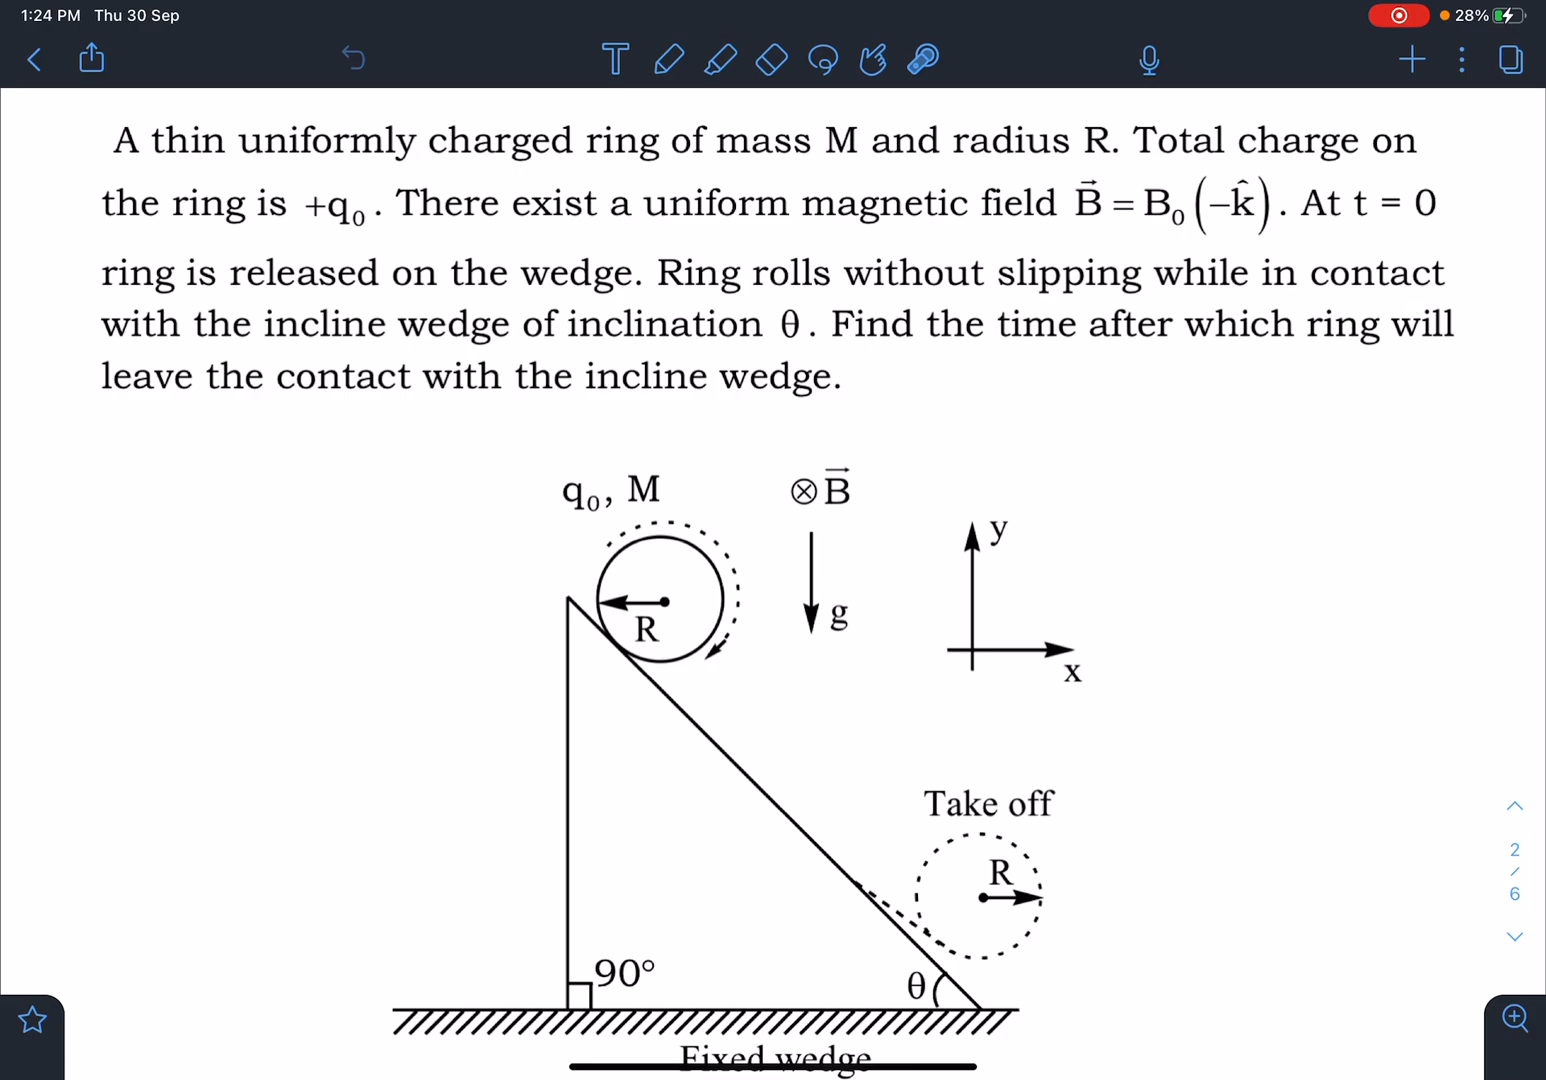 1:24 PM Thu 30 Sep
28%
A thin uniformly charged ring of mass M and radius R. Total charge on
the ring is +q₀. There exist a uniform magnetic field B⃗ = B₀(−k̂). At t = 0
ring is released on the wedge. Ring rolls without slipping while in contact
with the incline wedge of inclination θ. Find the time after which ring will
leave the contact with the incline wedge.
q₀, M
⊗B⃗
y
g
R
x
Take off
R
2
/
6
90°
θ
Fixed wedge